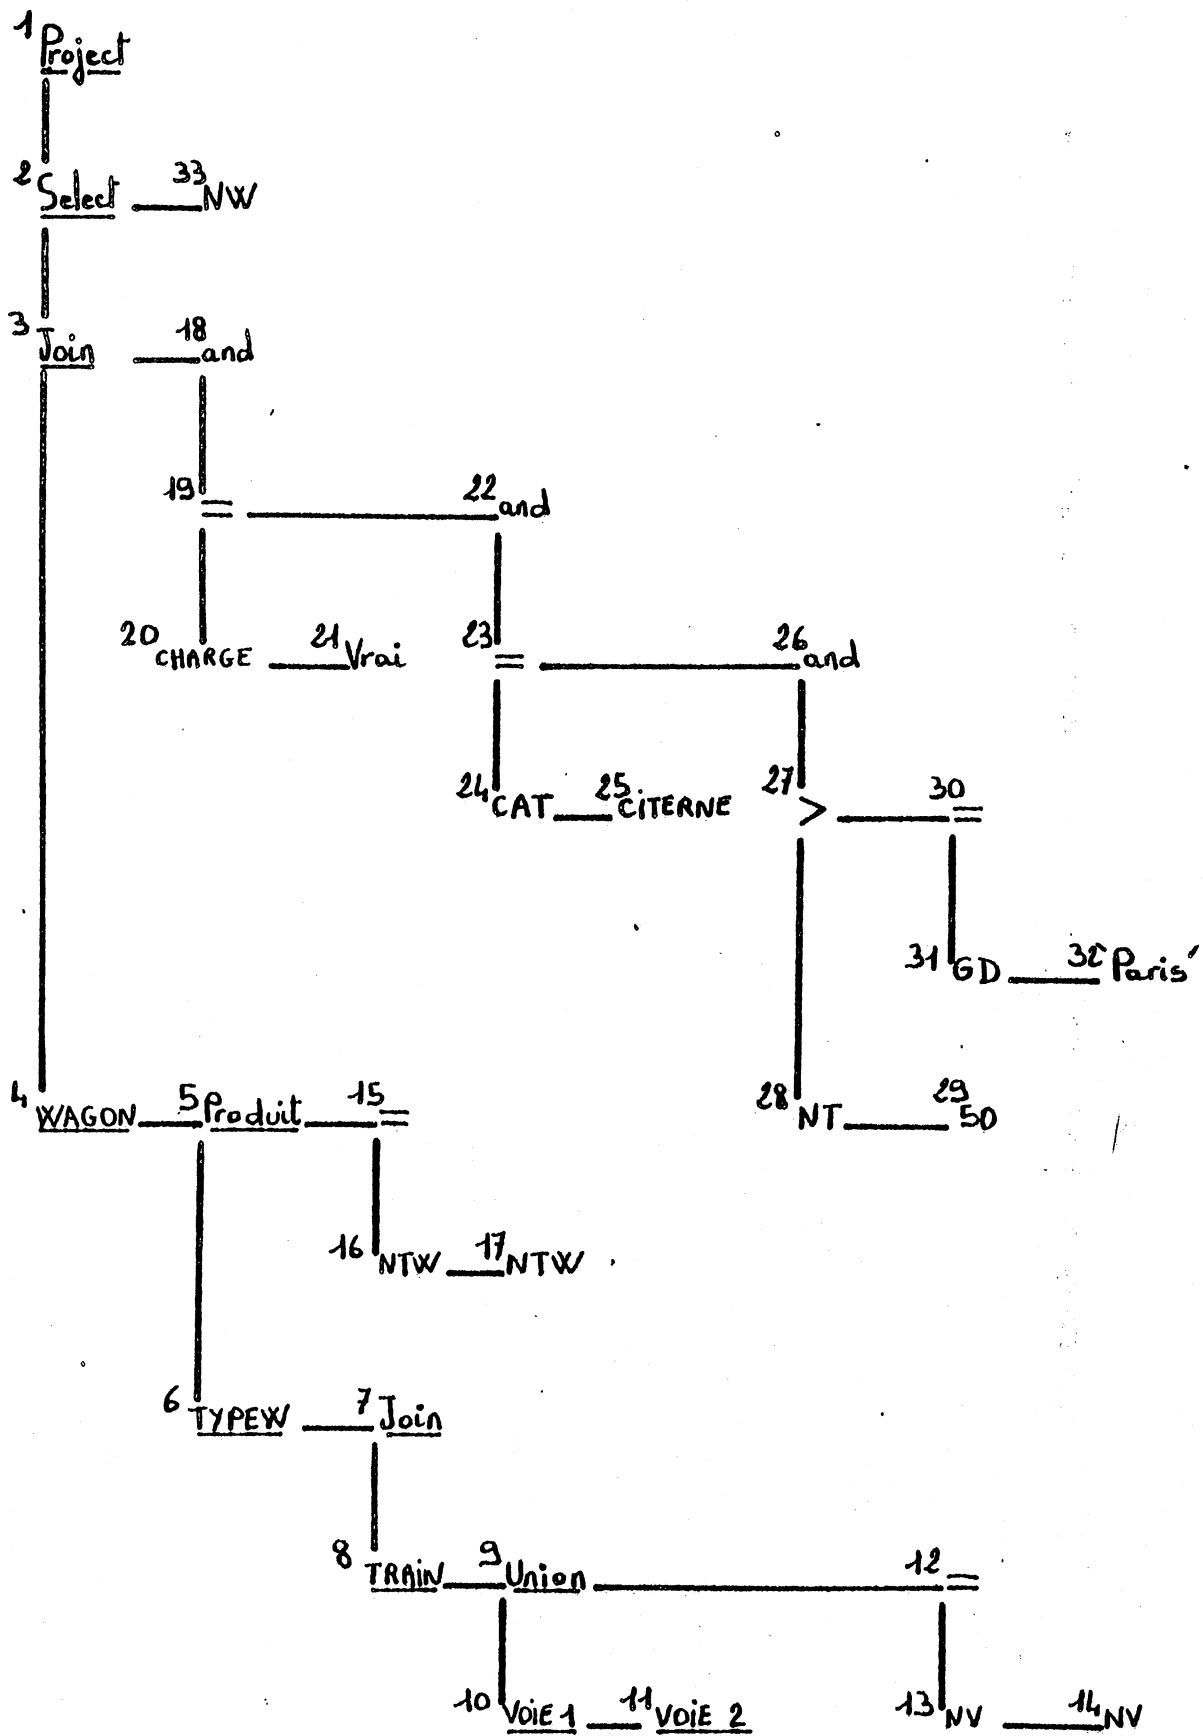 1 Project
2 Select 33 NW
3 Join 18 and
19 = 22 and
20 CHARGE 21 Vrai 23 = 26 and
24 CAT 25 CITERNE 27 > 30 =
31 GD 32 'Paris'
4 WAGON 5 Produit 15 = 28 NT 29 50
16 NTW 17 NTW
6 TYPEW 7 Join
8 TRAIN 9 Union 12 =
10 VOIE 1 11 VOIE 2 13 NV 14 NV